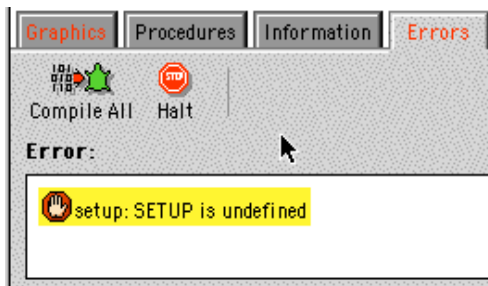 Graphics Procedures Information Errors
STOP
Compile All Halt
Error:
setup: SETUP is undefined